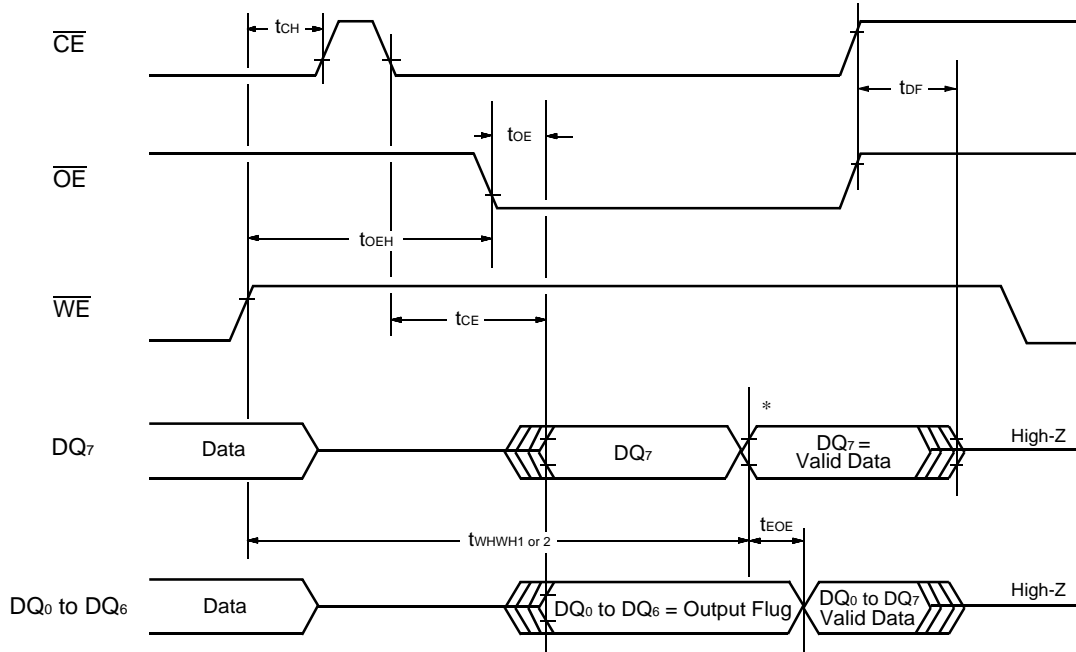 CE
tCH
tDF
OE
tOE
tOEH
WE
tCE
DQ7
Data
DQ7
*
DQ7 =
Valid Data
High-Z
tWHWH1 or 2
tEOE
DQ0 to DQ6
Data
DQ0 to DQ6 = Output Flug
DQ0 to DQ7
Valid Data
High-Z